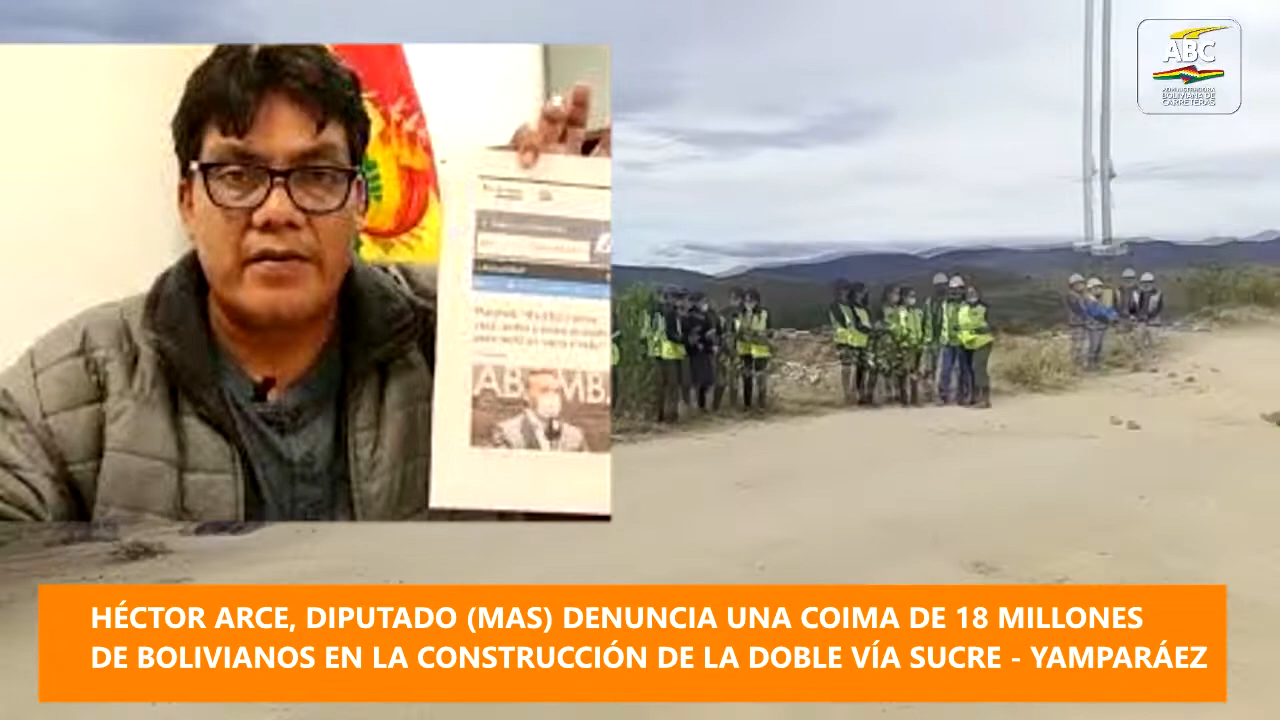 ABC
ADMINISTRADORA
BOLIVIANA DE
CARRETERAS
HÉCTOR ARCE, DIPUTADO (MAS) DENUNCIA UNA COIMA DE 18 MILLONES
DE BOLIVIANOS EN LA CONSTRUCCIÓN DE LA DOBLE VÍA SUCRE - YAMPARÁEZ